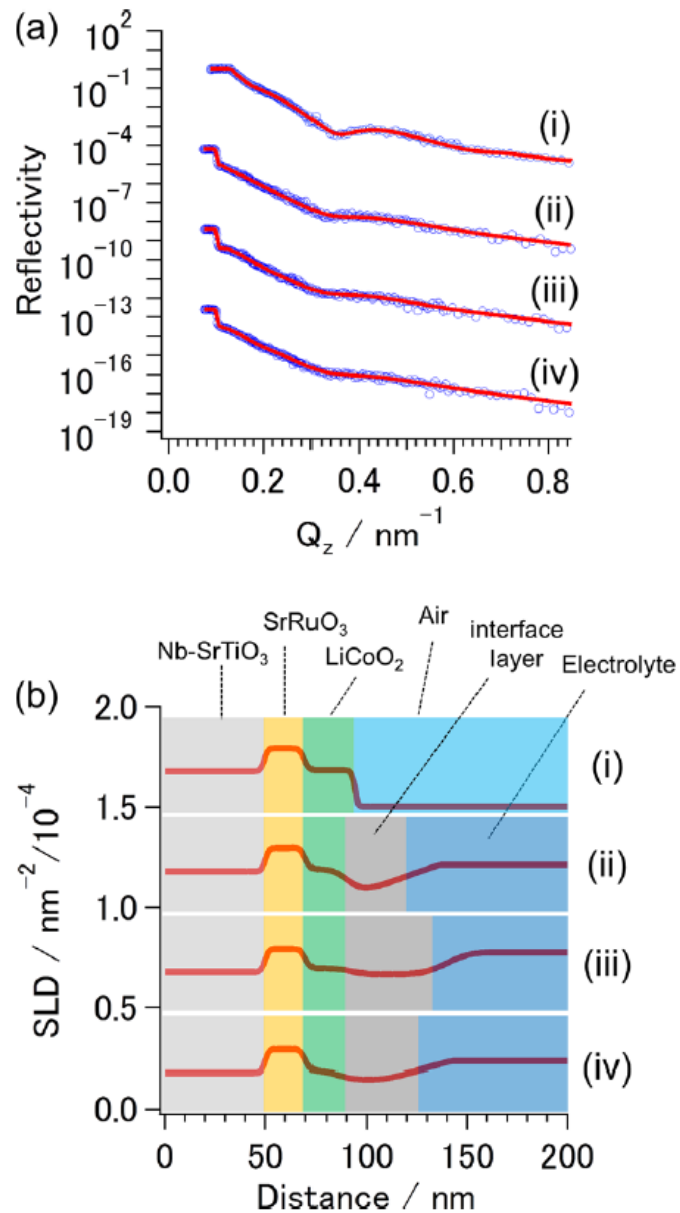 (a)
10²
10⁻¹
10⁻⁴
10⁻⁷
10⁻¹⁰
10⁻¹³
10⁻¹⁶
10⁻¹⁹
Reflectivity
(i)
(ii)
(iii)
(iv)
0.0 0.2 0.4 0.6 0.8
Q_z / nm⁻¹
(b)
Nb-SrTiO₃
SrRuO₃
LiCoO₂
Air
interface
layer
Electrolyte
2.0
1.5
1.0
0.5
0.0
SLD / nm⁻²/10⁻⁴
(i)
(ii)
(iii)
(iv)
0 50 100 150 200
Distance / nm